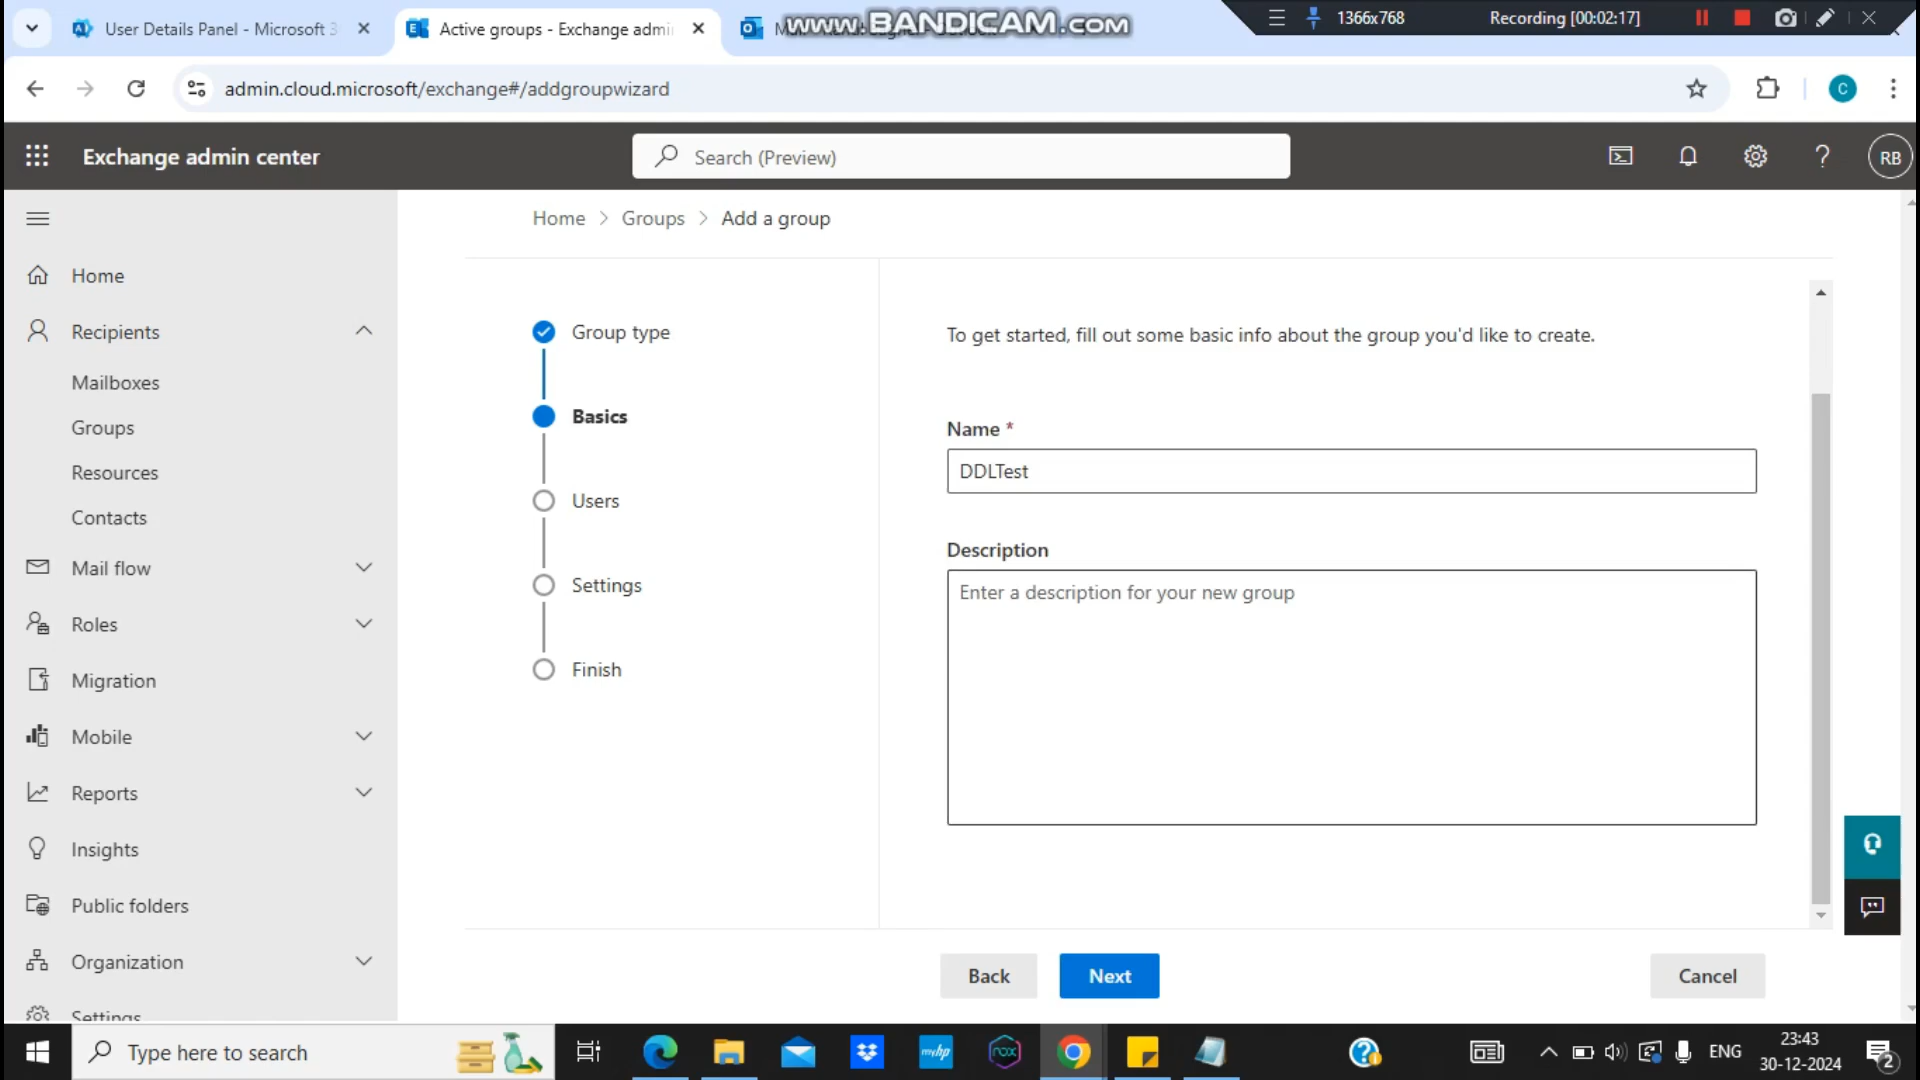 User Details Panel - Microsoft 3
Active groups - Exchange admi
www.BANDICAM.com
1366x768
Recording [00:02:17]
admin.cloud.microsoft/exchange#/addgroupwizard
C
Exchange admin center
Search (Preview)
RB
Home > Groups > Add a group
Home
Recipients
Mailboxes
Groups
Resources
Contacts
Mail flow
Roles
Migration
Mobile
Reports
Insights
Public folders
Organization
Settings
Group type
Basics
Users
Settings
Finish
To get started, fill out some basic info about the group you'd like to create.
Name *
DDLTest
Description
Enter a description for your new group
Back
Next
Cancel
Type here to search
myhp
nox
ENG
23:43
30-12-2024
2